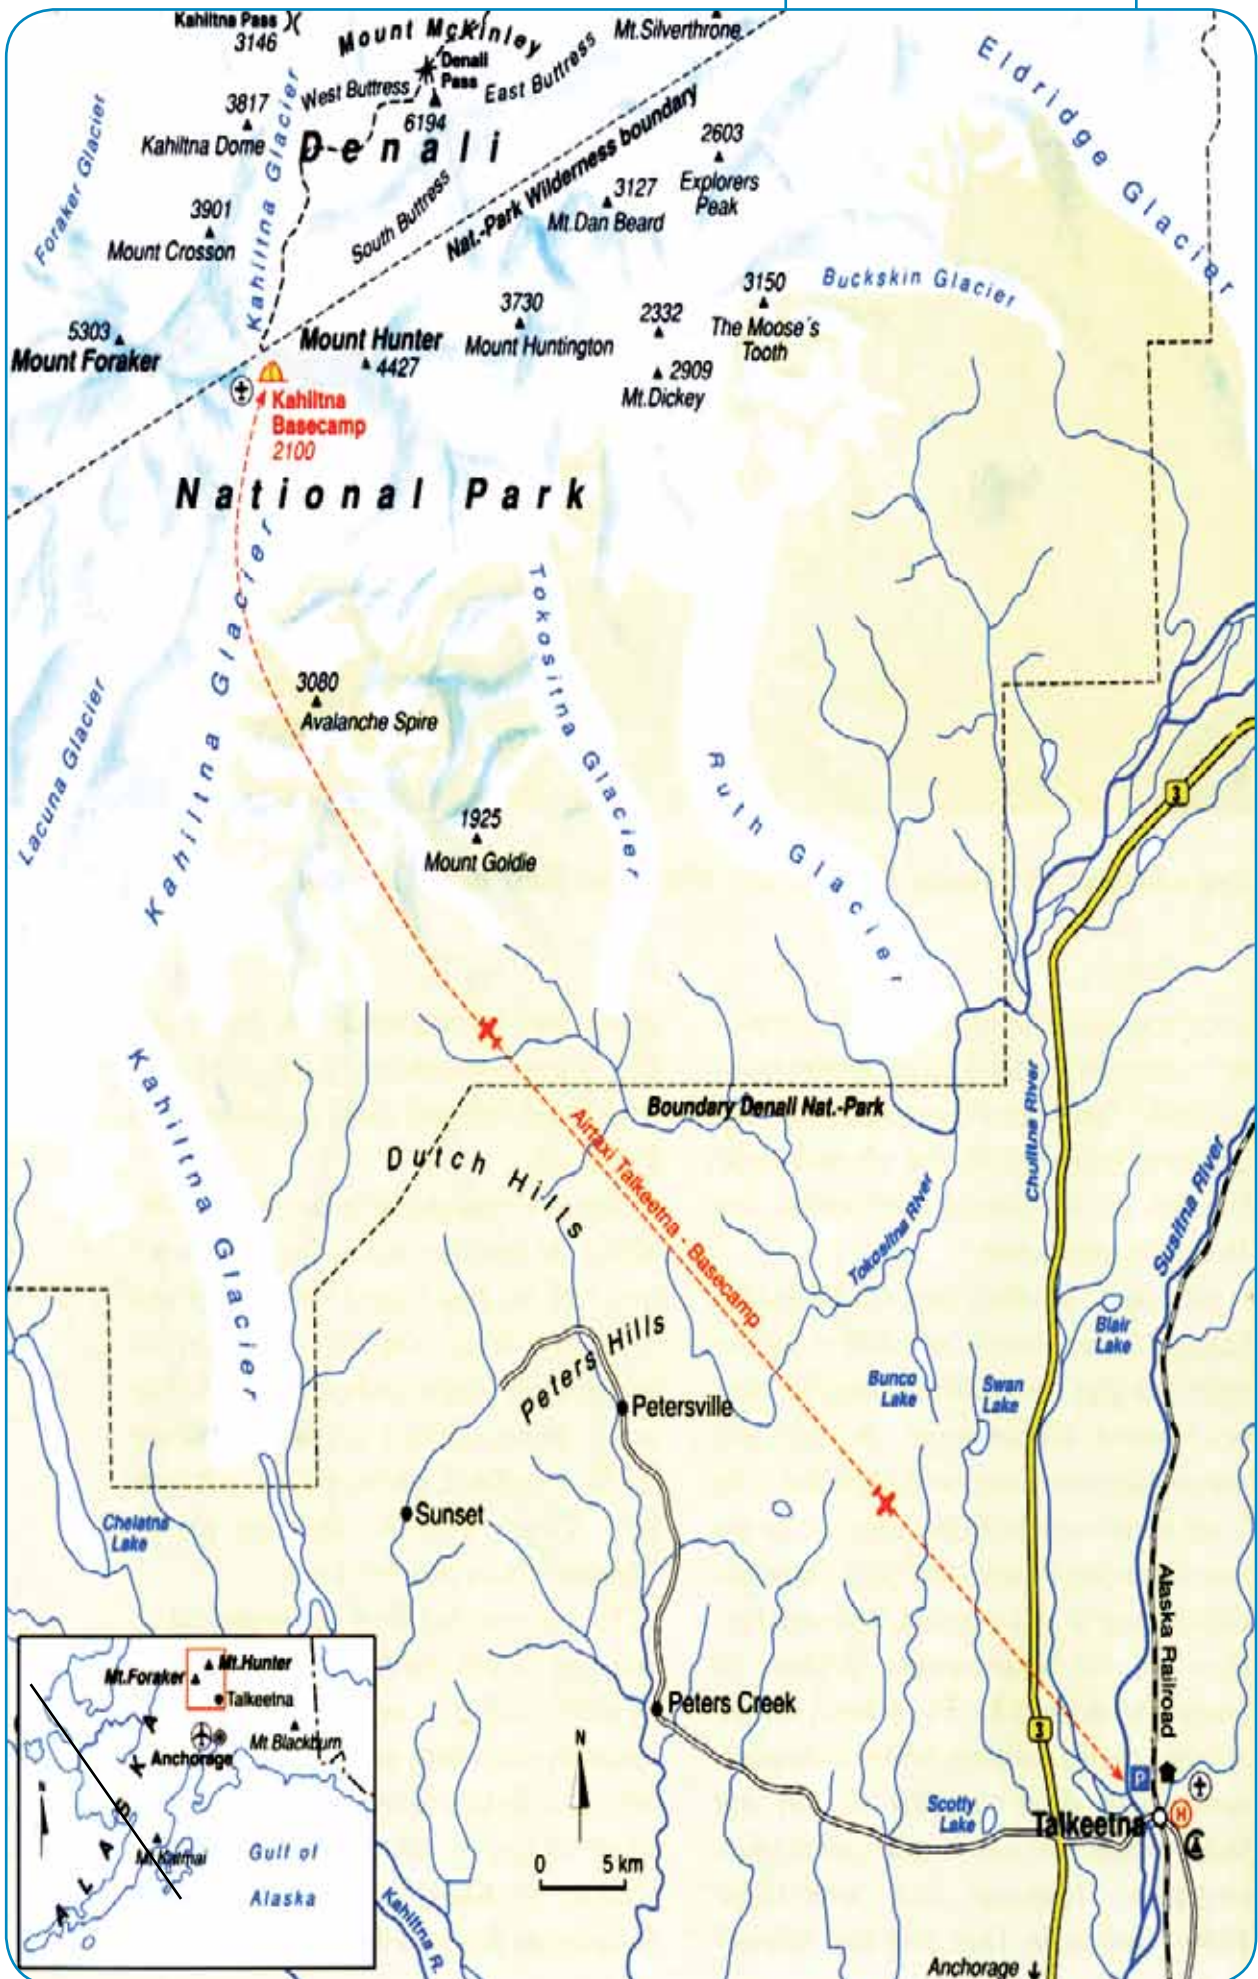 Kahiltna Pass
3146
Mount McKinley
Mt.Silverthrone
Denali
Pass
West Buttress
East Buttress
6194
3817
Kahiltna Dome
Kahiltna Glacier
Foraker Glacier
Denali
Nat.-Park Wilderness boundary
South Buttress
Eldridge Glacier
2603
Explorers
Peak
3127
Mt.Dan Beard
3901
Mount Crosson
5303
Mount Foraker
Mount Hunter
4427
3730
Mount Huntington
2332
2909
Mt.Dickey
3150
The Moose´s
Tooth
Buckskin Glacier
Kahiltna
Basecamp
2100
National Park
Kahiltna Glacier
Lacuna Glacier
Tokositna Glacier
Ruth Glacier
3080
Avalanche Spire
1925
Mount Goldie
3
Kahiltna Glacier
Boundary Denali Nat.-Park
Airtaxi Talkeetna - Basecamp
Dutch Hills
Peters Hills
Tokositna River
Chulitna River
Susitna River
Blair
Lake
Bunco
Lake
Swan
Lake
Petersville
Sunset
Chelatna
Lake
Alaska Railroad
Peters Creek
3
P
Scotty
Lake
Talkeetna
H
N
0 5 km
Kahiltna R.
Anchorage
Mt.Hunter
Mt.Foraker
Talkeetna
Mt Blackburn
Anchorage
ALASKA
Mt Katmai
Gulf of
Alaska
N